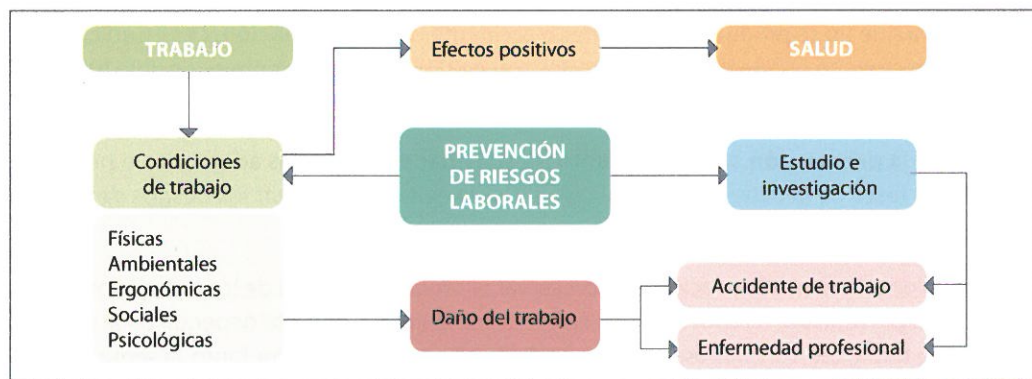 TRABAJO
Efectos positivos
SALUD
Condiciones
de trabajo
PREVENCIÓN
DE RIESGOS
LABORALES
Estudio e
investigación
Físicas
Ambientales
Ergonómicas
Sociales
Psicológicas
Daño del trabajo
Accidente de trabajo
Enfermedad profesional